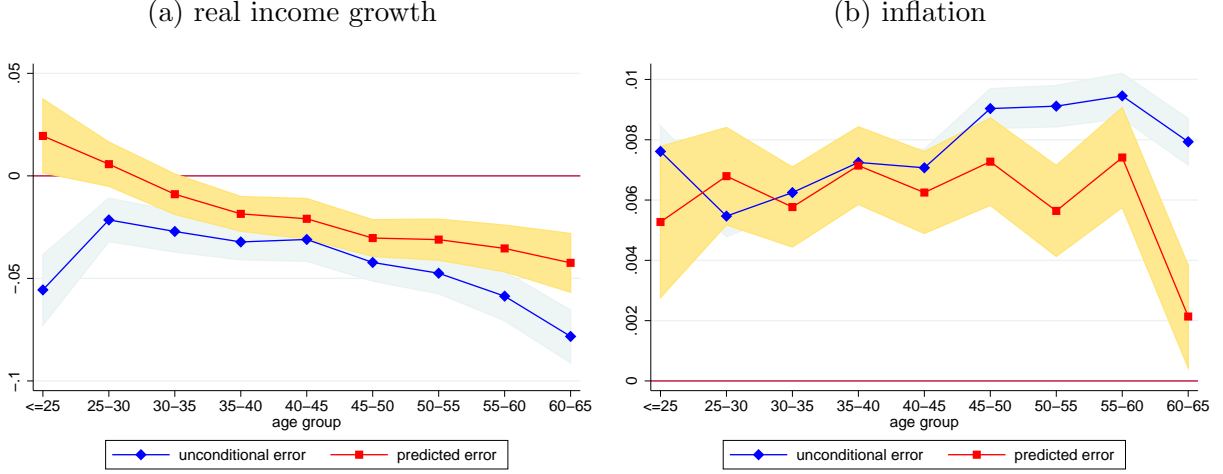 (a) real income growth
.05
0
−.05
−.1
<=25 25−30 30−35 35−40 40−45 45−50 50−55 55−60 60−65
age group
unconditional error predicted error
(b) inflation
.01
.008
.006
.004
.002
0
<=25 25−30 30−35 35−40 40−45 45−50 50−55 55−60 60−65
age group
unconditional error predicted error